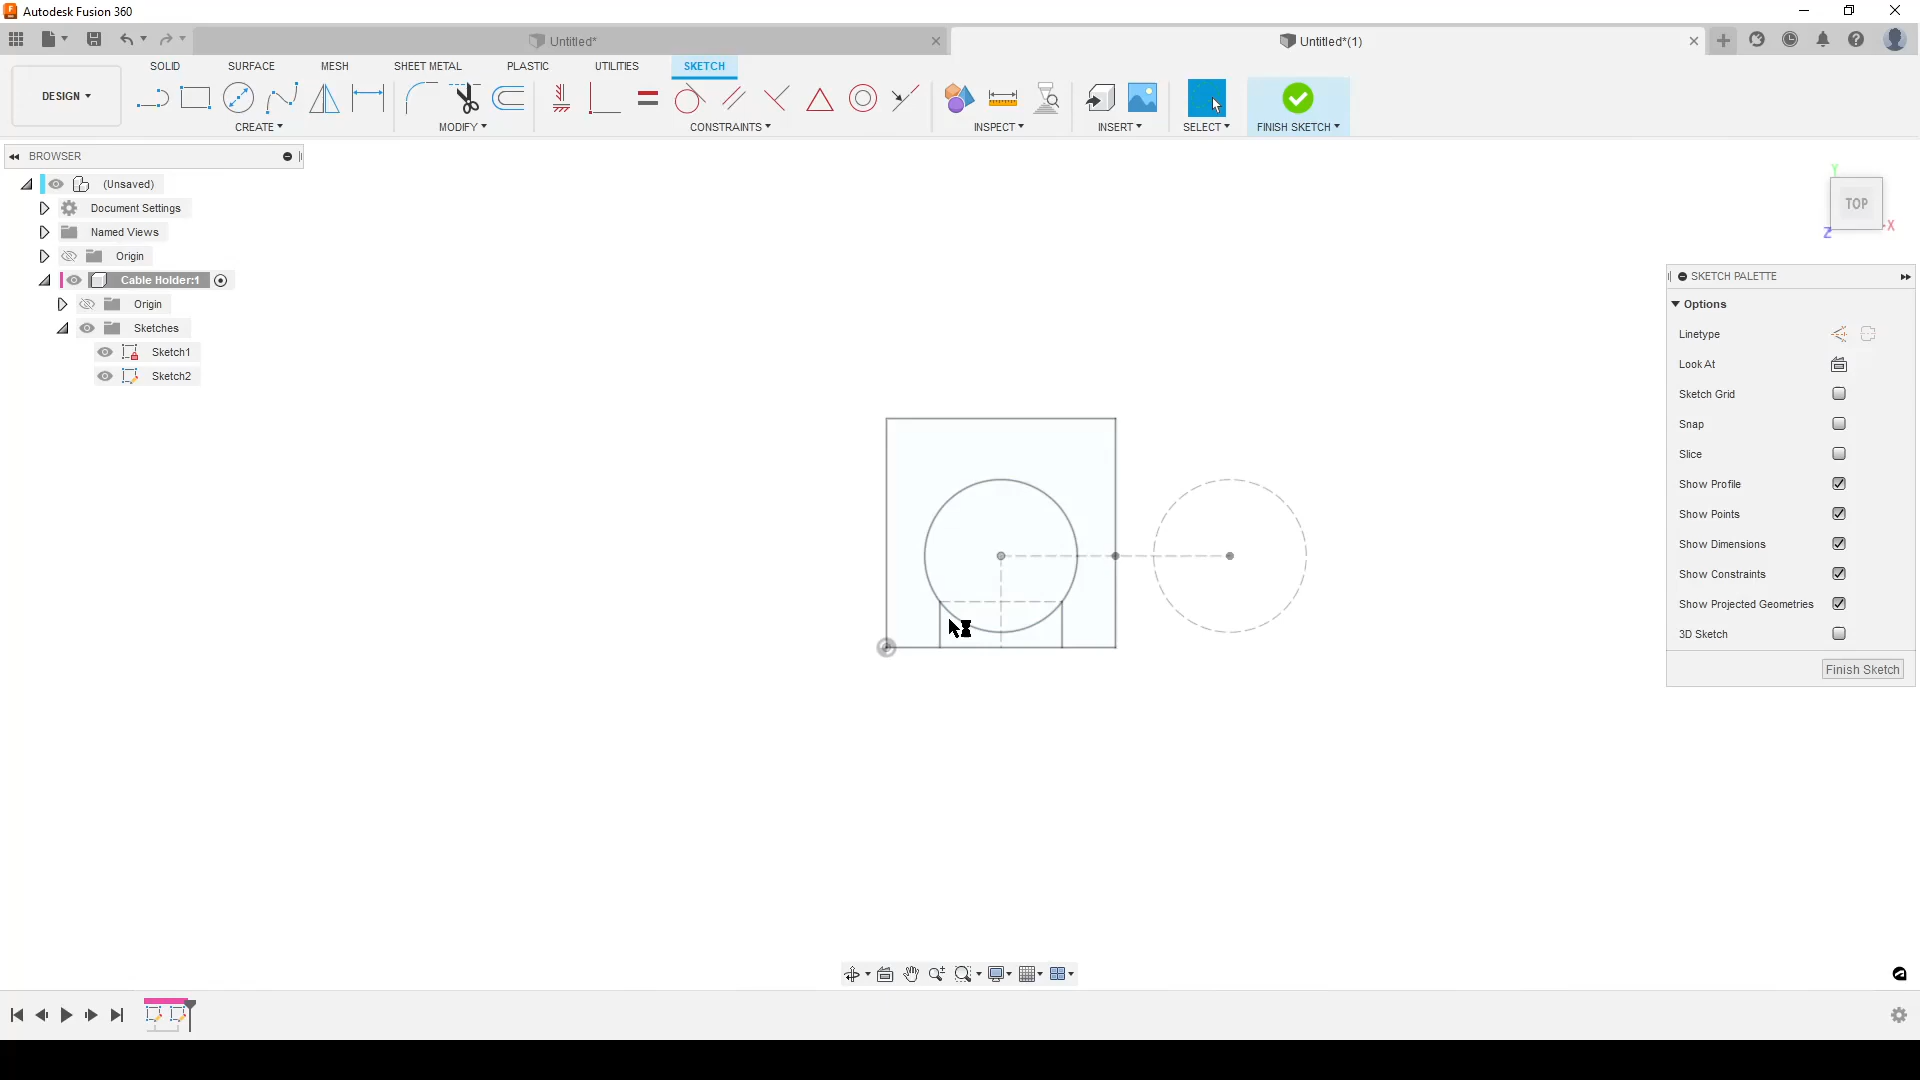 Autodesk Fusion 360
Untitled*
Untitled*(1)
SOLID
SURFACE
MESH
SHEET METAL
PLASTIC
UTILITIES
SKETCH
DESIGN
CREATE
MODIFY
CONSTRAINTS
INSPECT
INSERT
SELECT
FINISH SKETCH
BROWSER
(Unsaved)
Document Settings
Named Views
Origin
Cable Holder:1
Origin
Sketches
Sketch1
Sketch2
Y
TOP
X
Z
SKETCH PALETTE
Options
Linetype
Look At
Sketch Grid
Snap
Slice
Show Profile
Show Points
Show Dimensions
Show Constraints
Show Projected Geometries
3D Sketch
Finish Sketch